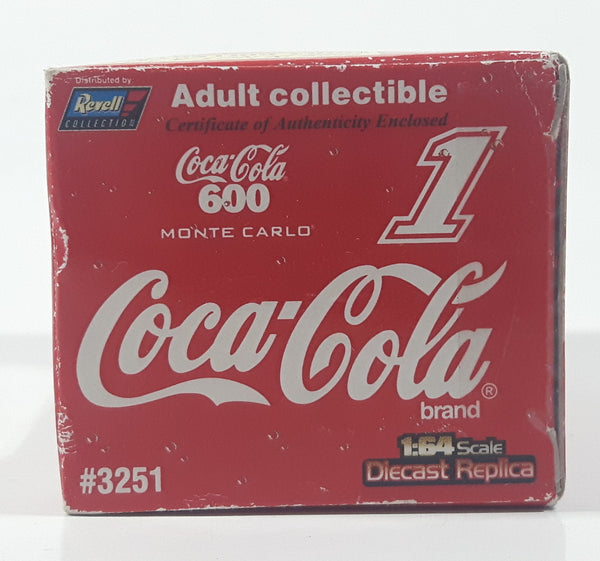 Distributed by
Revell
COLLECTION
Adult collectible
Certificate of Authenticity Enclosed
Coca-Cola
600
MONTE CARLO
1
Coca-Cola®
brand
1:64 Scale
Diecast Replica
#3251